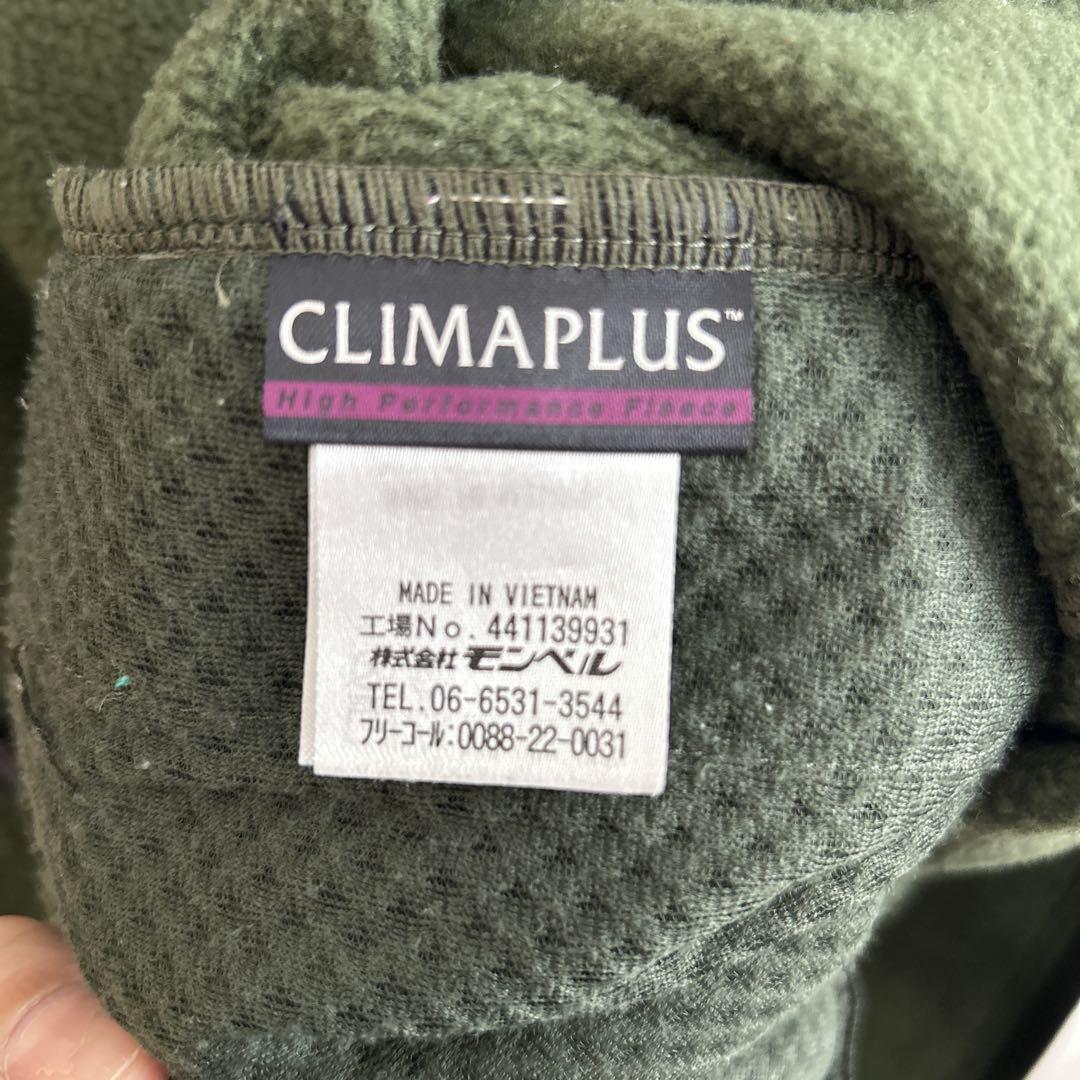 CLIMAPLUS™
High Performance Fleece
MADE IN VIETNAM
工場No. 441139931
株式会社 モンベル
TEL. 06-6531-3544
フリーコール:0088-22-0031